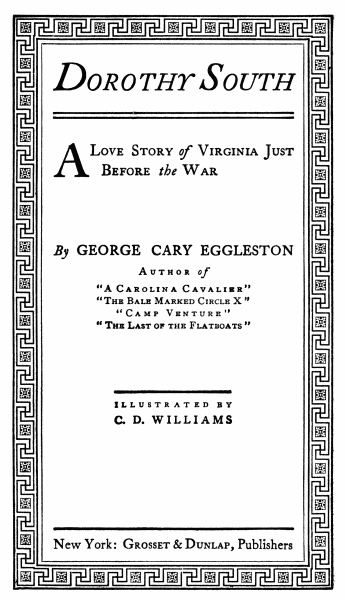 DOROTHY SOUTH
A LOVE STORY of VIRGINIA JUST
BEFORE the WAR
By GEORGE CARY EGGLESTON
AUTHOR of
"A CAROLINA CAVALIER"
"THE BALE MARKED CIRCLE X"
"CAMP VENTURE"
"THE LAST OF THE FLATBOATS"
ILLUSTRATED BY
C. D. WILLIAMS
New York: GROSSET & DUNLAP, Publishers